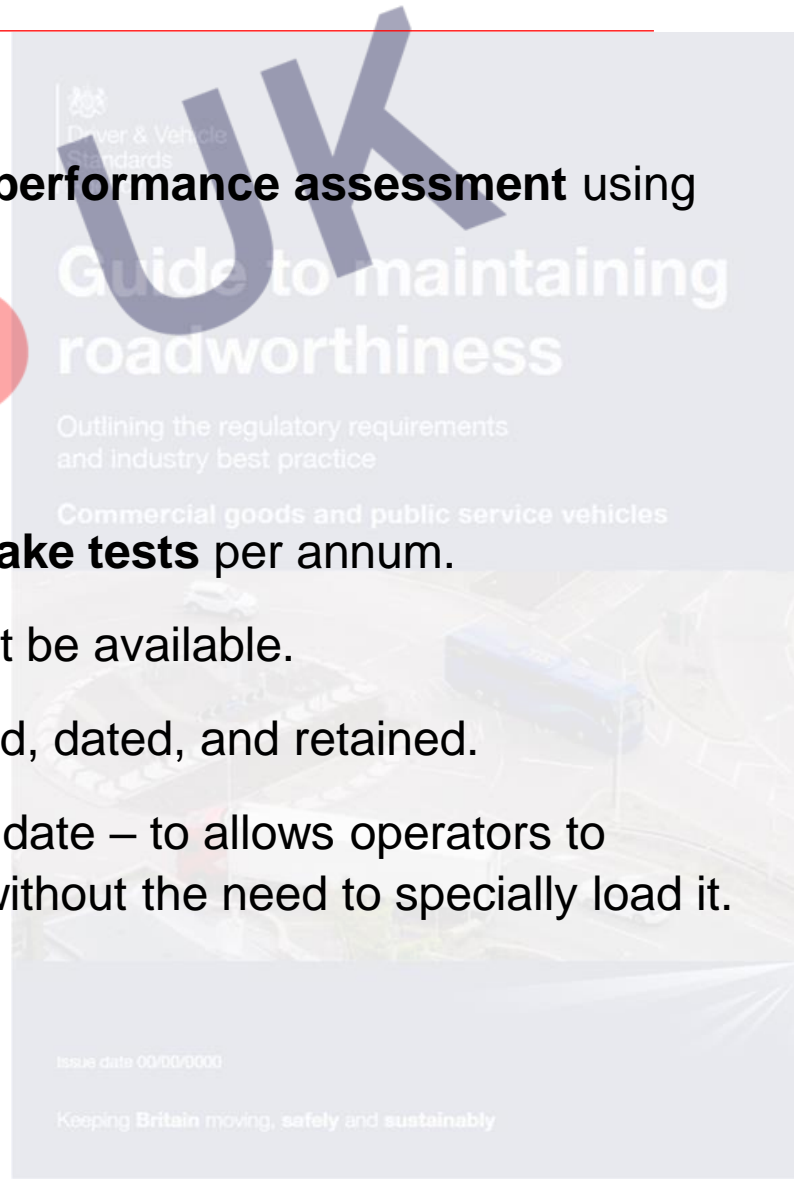 UK
Driver & Vehicle
Standards
performance assessment using
Guide to maintaining
roadworthiness
Outlining the regulatory requirements
and industry best practice
Commercial goods and public service vehicles
ake tests per annum.
t be available.
d, dated, and retained.
date – to allows operators to
without the need to specially load it.
Issue date 00/00/0000
Keeping Britain moving, safely and sustainably